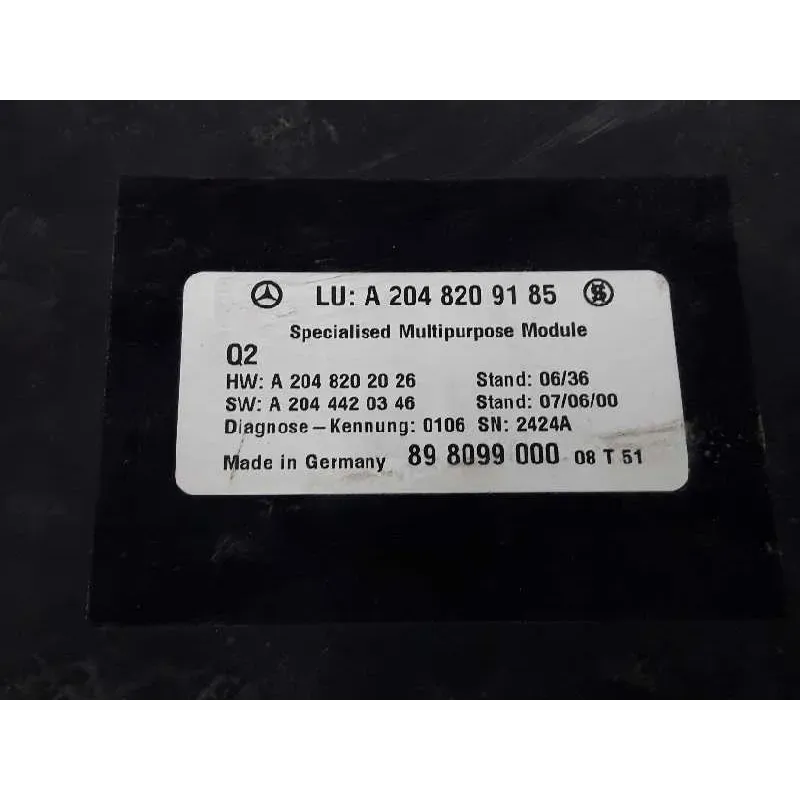 LU: A 204 820 91 85
Specialised Multipurpose Module
Q2
HW: A 204 820 20 26 Stand: 06/36
SW: A 204 442 03 46 Stand: 07/06/00
Diagnose-Kennung: 0106 SN: 2424A
Made in Germany 89 8099 000 08 T 51